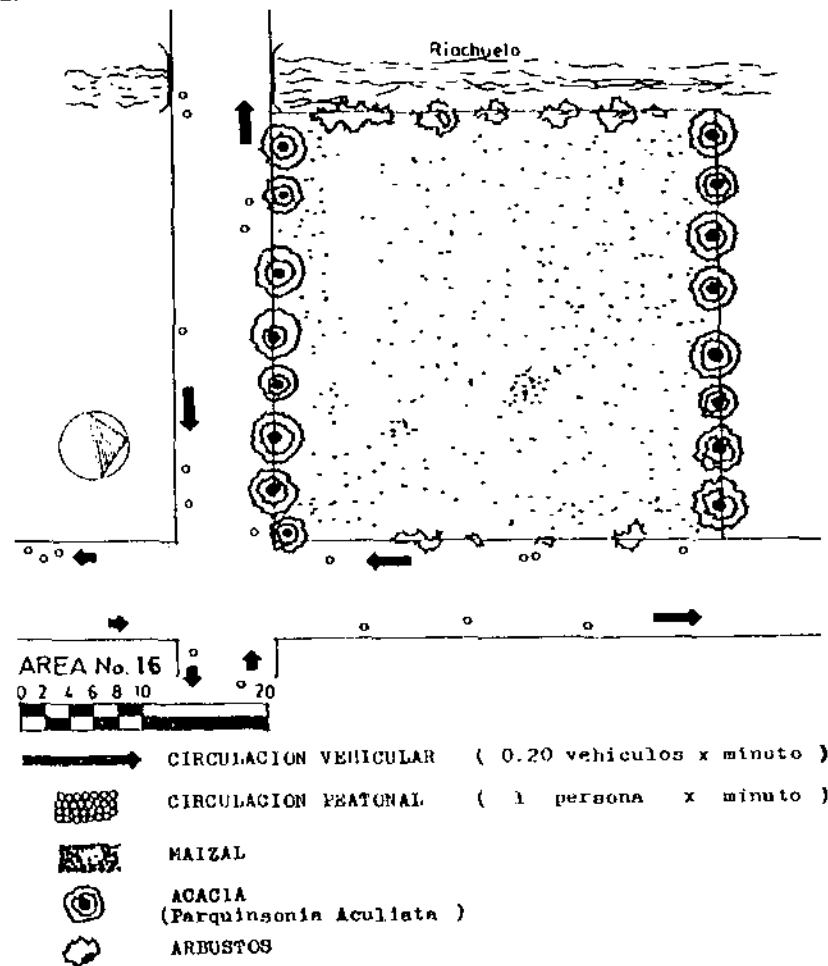 Riachuelo
AREA No. 16
0 2 4 6 8 10 20
CIRCULACION VEHICULAR ( 0.20 vehiculos x minuto )
CIRCULACION PEATONAL ( 1 persona x minuto )
MAIZAL
ACACIA
(Parquinsonia Aculiata )
ARBUSTOS